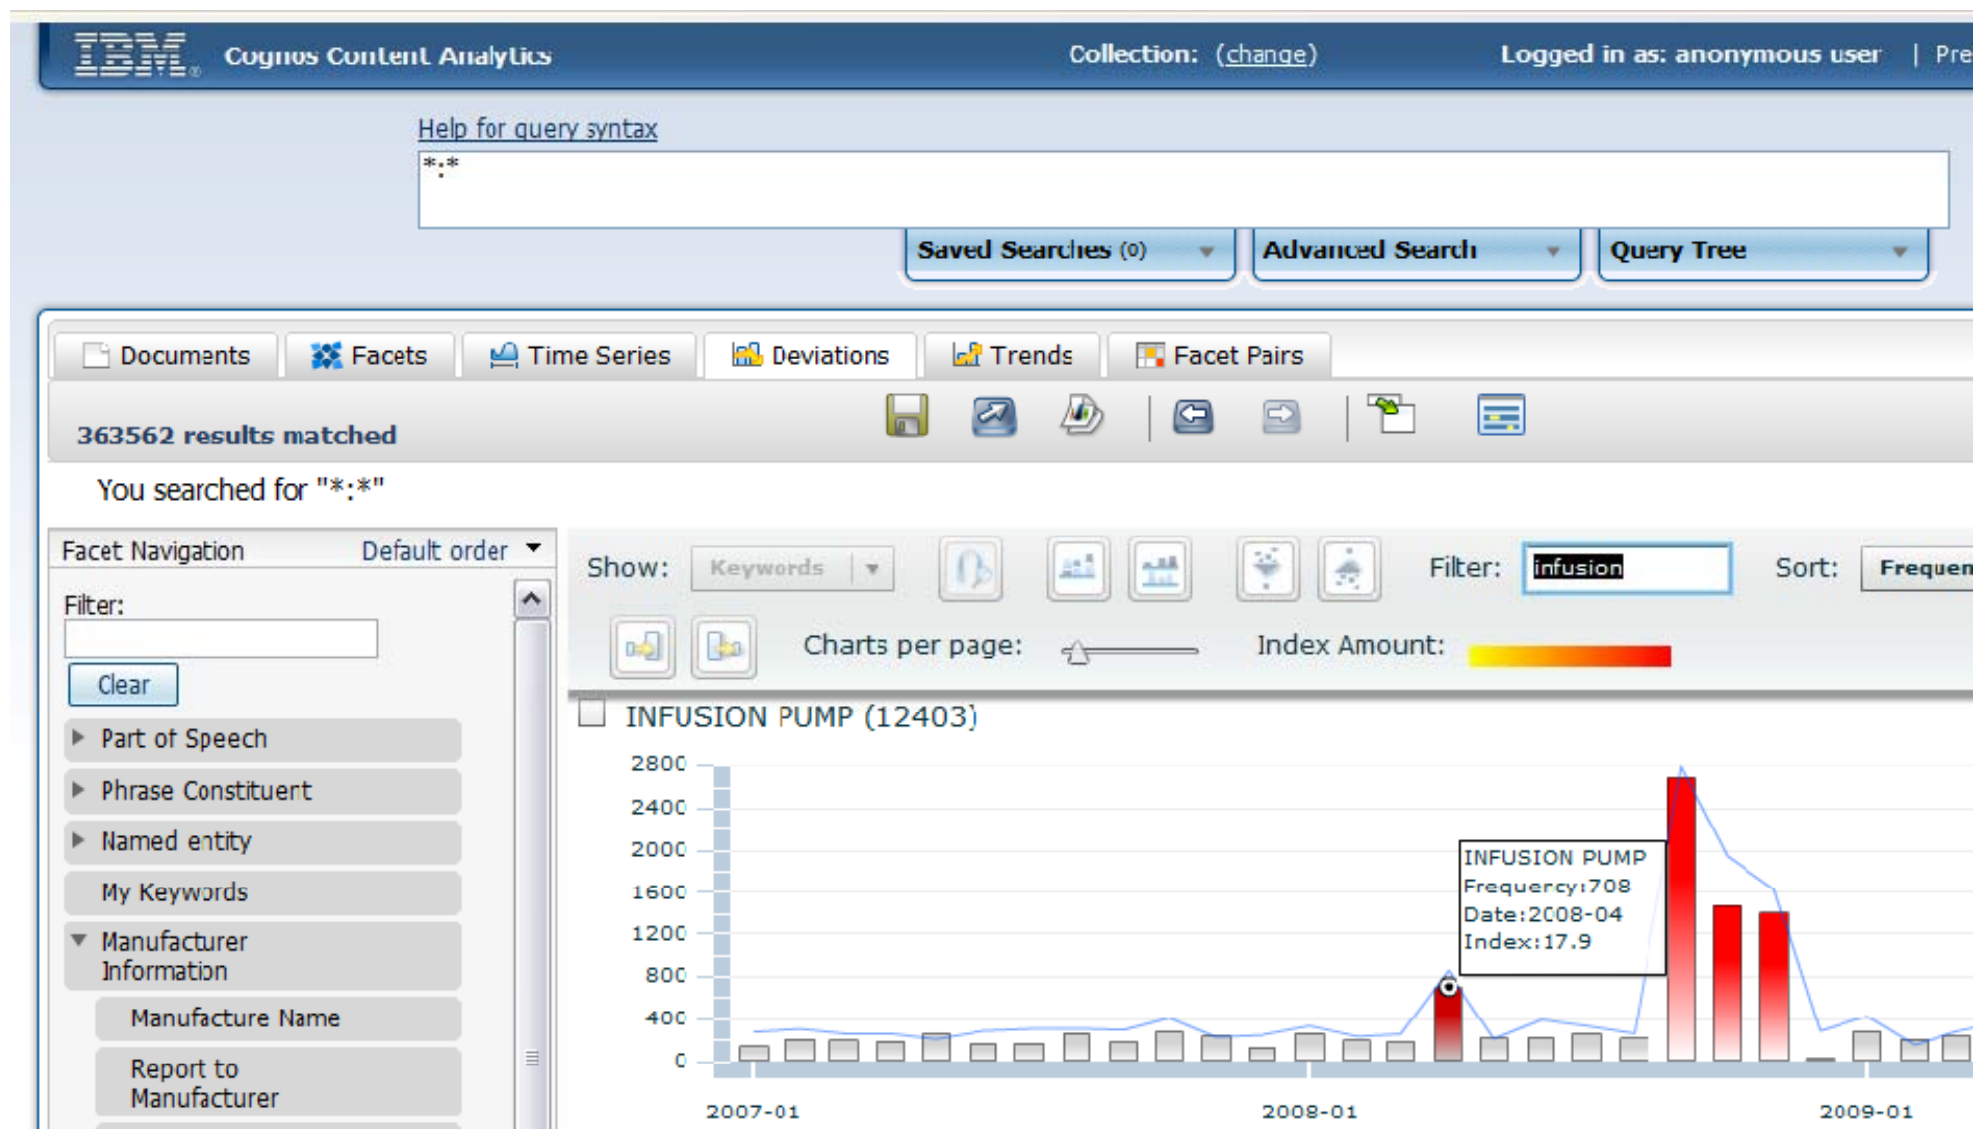 IBM® Cognos Content Analytics Collection: (change) Logged in as: anonymous user | Pre
Help for query syntax
*:*
Saved Searches (0) Advanced Search Query Tree
Documents Facets Time Series Deviations Trends Facet Pairs
363562 results matched
You searched for "*:*"
Facet Navigation Default order
Show: Keywords Filter: infusion Sort: Frequen
Filter:
Charts per page: Index Amount:
Clear
Part of Speech
Phrase Constituent
Named entity
My Keywords
Manufacturer
Information
Manufacture Name
Report to
Manufacturer
INFUSION PUMP (12403)
2800
2400
2000
1600
1200
800
400
0
INFUSION PUMP
Frequency:708
Date:2008-04
Index:17.9
2007-01 2008-01 2009-01